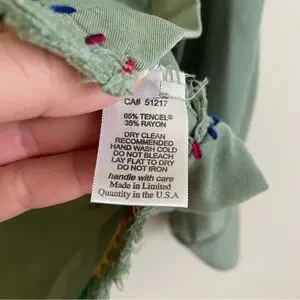 CA# 51217
65% TENCEL®
35% RAYON
DRY CLEAN
RECOMMENDED
HAND WASH COLD
DO NOT BLEACH
LAY FLAT TO DRY
DO NOT IRON
handle with care
Made in Limited
Quantity in the U.S.A.